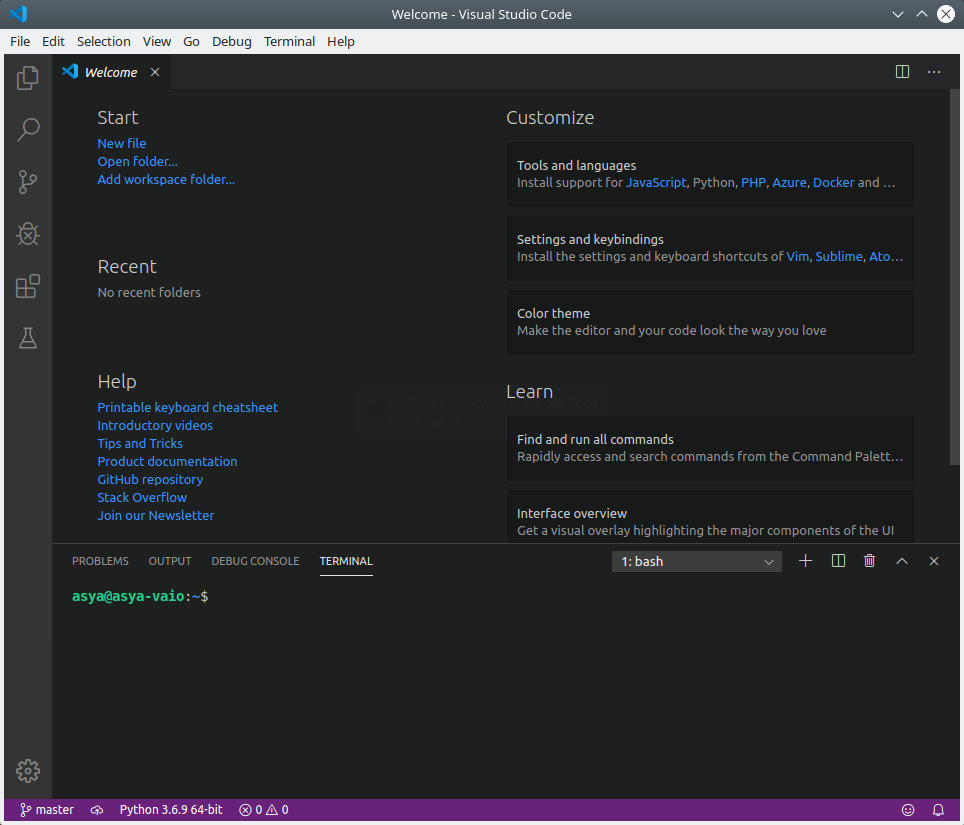 Welcome - Visual Studio Code
File Edit Selection View Go Debug Terminal Help
Welcome
Start
New file
Open folder...
Add workspace folder...
Recent
No recent folders
Help
Printable keyboard cheatsheet
Introductory videos
Tips and Tricks
Product documentation
GitHub repository
Stack Overflow
Join our Newsletter
Customize
Tools and languages
Install support for JavaScript, Python, PHP, Azure, Docker and ...
Settings and keybindings
Install the settings and keyboard shortcuts of Vim, Sublime, Ato...
Color theme
Make the editor and your code look the way you love
Learn
Find and run all commands
Rapidly access and search commands from the Command Palett...
Interface overview
Get a visual overlay highlighting the major components of the UI
PROBLEMS OUTPUT DEBUG CONSOLE TERMINAL 1: bash
asya@asya-vaio:~$
master Python 3.6.9 64-bit 0 0